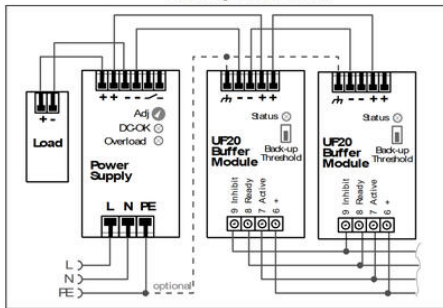 + -
Load
+ + - -
Adj
DC-OK
Overload
Power
Supply
L N PE
- - + +
Status
UF20
Buffer
Module
Back-up
Threshold
9 Inhibit
8 Ready
7 Active
6 +
- - + +
Status
UF20
Buffer
Module
Back-up
Threshold
9 Inhibit
8 Ready
7 Active
6 +
L
N
PE
optional